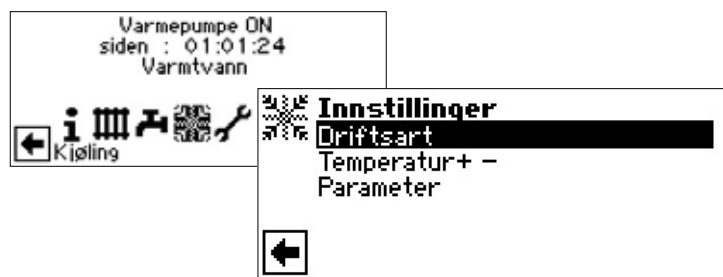 Varmepumpe ON
siden : 01:01:24
Varmtvann
Kjøling
Innstillinger
Driftsart
Temperatur+ -
Parameter